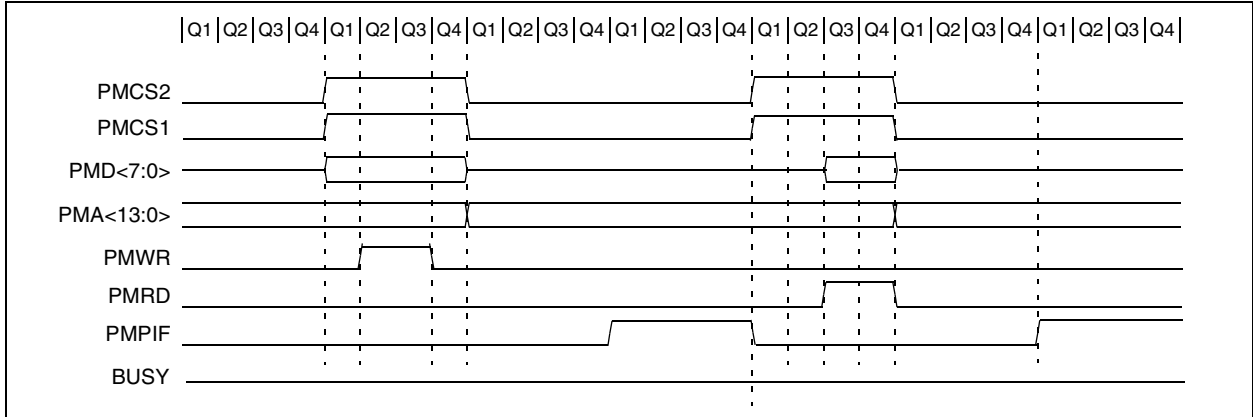 |Q1|Q2|Q3|Q4|Q1|Q2|Q3|Q4|Q1|Q2|Q3|Q4|Q1|Q2|Q3|Q4|Q1|Q2|Q3|Q4|Q1|Q2|Q3|Q4|Q1|Q2|Q3|Q4|
PMCS2
PMCS1
PMD<7:0>
PMA<13:0>
PMWR
PMRD
PMPIF
BUSY